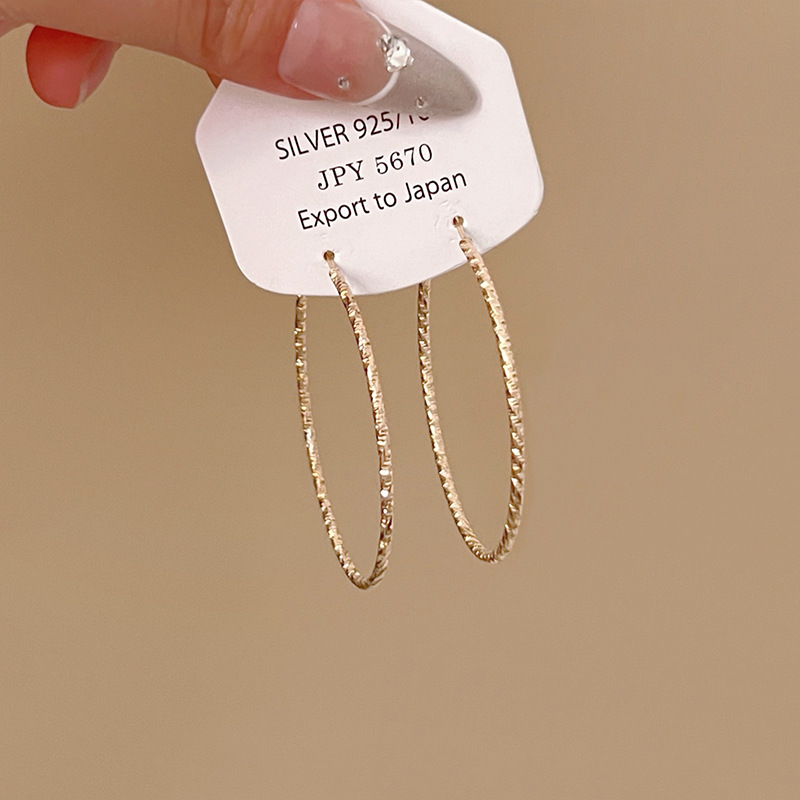 SILVER 925/
JPY 5670
Export to Japan